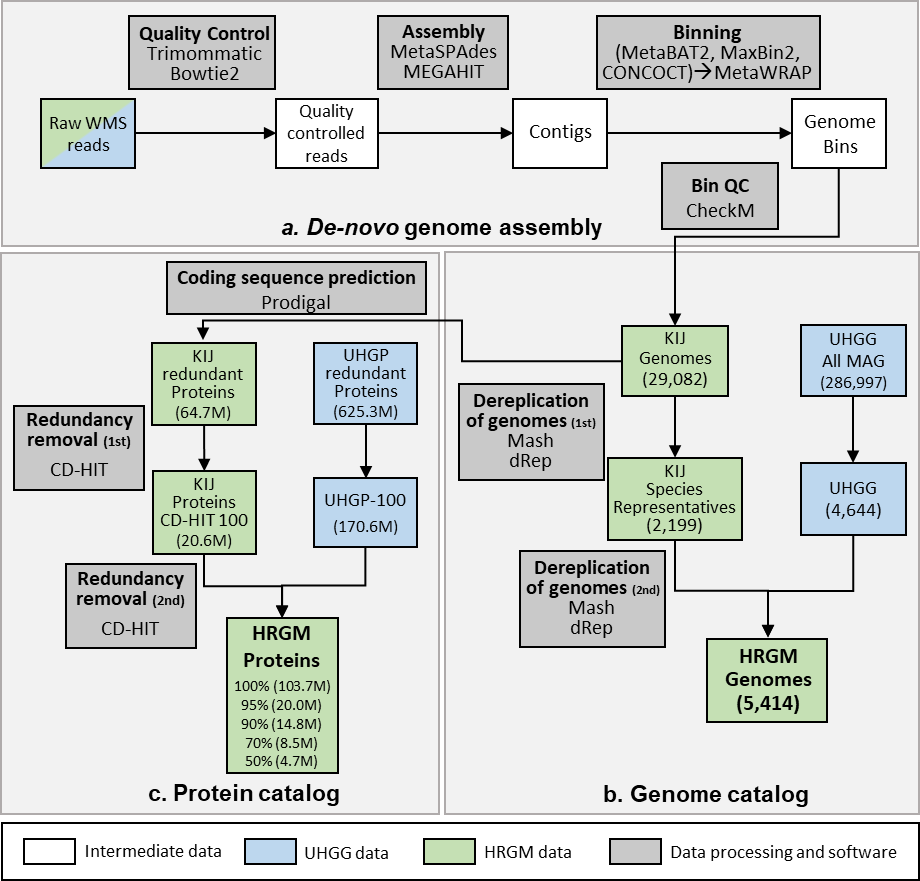 Quality Control
Trimommatic
Bowtie2
Assembly
MetaSPAdes
MEGAHIT
Binning
(MetaBAT2, MaxBin2,
CONCOCT)→MetaWRAP
Raw WMS
reads
Quality
controlled
reads
Contigs
Genome
Bins
Bin QC
CheckM
a. De-novo genome assembly
Coding sequence prediction
Prodigal
KIJ
redundant
Proteins
(64.7M)
UHGP
redundant
Proteins
(625.3M)
Redundancy
removal (1st)
CD-HIT
KIJ
Proteins
CD-HIT 100
(20.6M)
UHGP-100
(170.6M)
Redundancy
removal (2nd)
CD-HIT
HRGM
Proteins
100% (103.7M)
95% (20.0M)
90% (14.8M)
70% (8.5M)
50% (4.7M)
c. Protein catalog
KIJ
Genomes
(29,082)
UHGG
All MAG
(286,997)
Dereplication
of genomes (1st)
Mash
dRep
KIJ
Species
Representatives
(2,199)
UHGG
(4,644)
Dereplication
of genomes (2nd)
Mash
dRep
HRGM
Genomes
(5,414)
b. Genome catalog
Intermediate data
UHGG data
HRGM data
Data processing and software